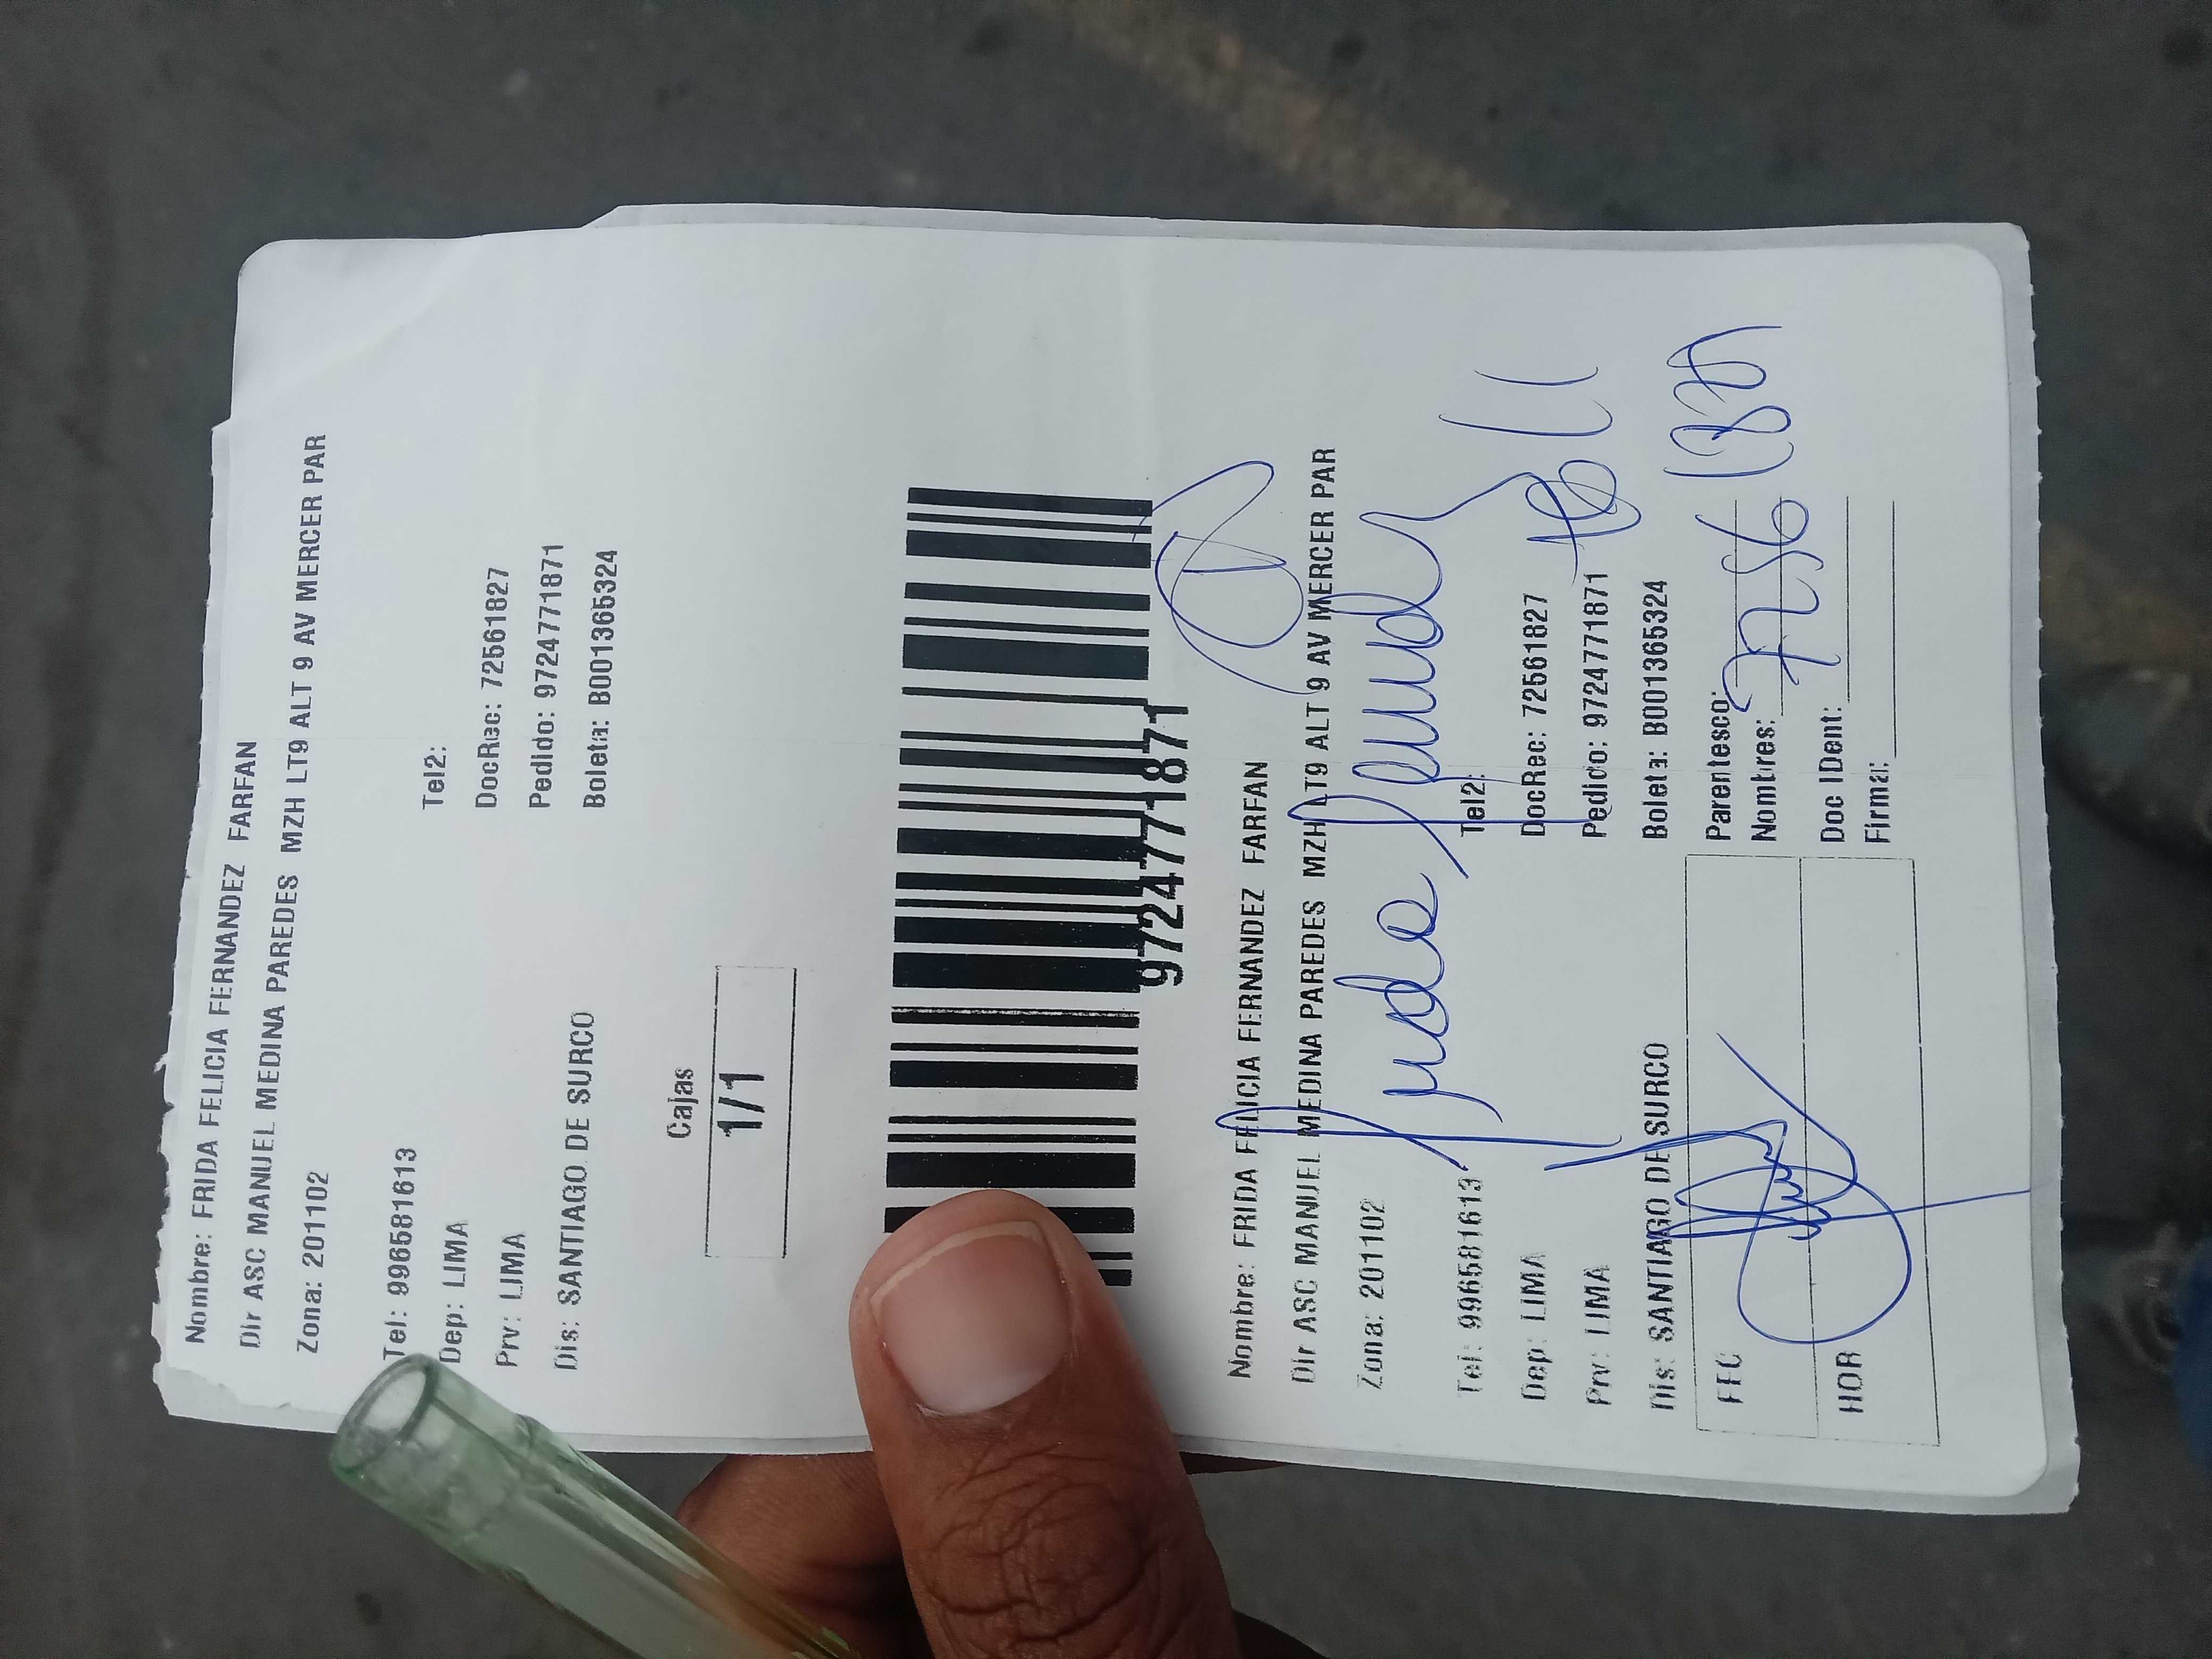 Nombre: FRIDA FELICIA FERNANDEZ FARFAN
Dir ASC MANUEL MEDINA PAREDES MZH LT9 ALT 9 AV MERCER PAR
Zona: 201102
Tel: 996581613
Tel2:
Dep: LIMA
DocRec: 72561827
Prv: LIMA
Pedido: 9724771871
Dis: SANTIAGO DE SURCO
Boleta: B001365324
Cajas
1/1
9724771871
Nombre: FRIDA FELICIA FERNANDEZ FARFAN
Dir ASC MANUEL MEDINA PAREDES MZH LT9 ALT 9 AV MERCER PAR
Zona: 201102
Tel: 996581613
Tel2:
Dep: LIMA
DocRec: 72561827
Prv: LIMA
Pedido: 9724771871
Dis: SANTIAGO DE SURCO
Boleta: B001365324
FEC
Parentesco:
Nombres:
HOR
Doc IDent:
Firma: